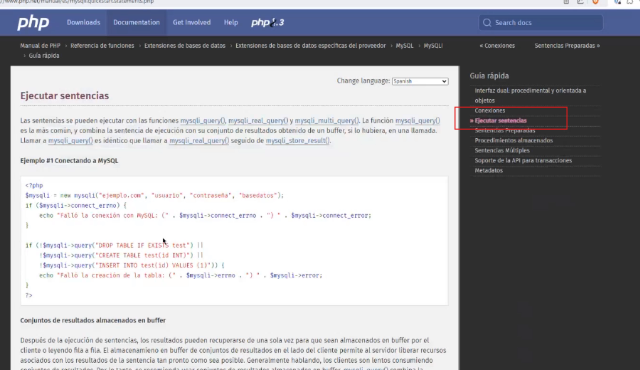 www.php.net/manual/es/mysqli.quickstart.statements.php
php
Downloads
Documentation
Get Involved
Help
php8.3
Search docs
Manual de PHP
Referencia de funciones
Extensiones de bases de datos
Extensiones de bases de datos específicas del proveedor
MySQL
MySQLi
Guía rápida
« Conexiones
Sentencias Preparadas »
Change language: Spanish
Ejecutar sentencias
Las sentencias se pueden ejecutar con las funciones mysqli_query(), mysqli_real_query() y mysqli_multi_query(). La función mysqli_query()
es la más común, y combina la sentencia de ejecución con su conjunto de resultados obtenido de un buffer, si lo hubiera, en una llamada.
Llamar a mysqli_query() es idéntico que llamar a mysqli_real_query() seguido de mysqli_store_result().
Ejemplo #1 Conectando a MySQL
<?php
$mysqli = new mysqli("ejemplo.com", "usuario", "contraseña", "basedatos");
if ($mysqli->connect_errno) {
echo "Falló la conexión con MySQL: (" . $mysqli->connect_errno . ") " . $mysqli->connect_error;
}
if (!$mysqli->query("DROP TABLE IF EXISTS test") ||
!$mysqli->query("CREATE TABLE test(id INT)") ||
!$mysqli->query("INSERT INTO test(id) VALUES (1)")) {
echo "Falló la creación de la tabla: (" . $mysqli->errno . ") " . $mysqli->error;
}
?>
Conjuntos de resultados almacenados en buffer
Después de la ejecución de sentencias, los resultados pueden recuperarse de una sola vez para que sean almacenados en buffer por el
cliente o leyendo fila a fila. El almacenamieno en buffer de conjuntos de resultados en el lado del cliente permite al servidor liberar recursos
asociados con los resultados de la sentencia tan pronto como sea posible. Generalmente hablando, los clientes son lentos consumiendo
Guía rápida
Interfaz dual, procedimental y orientada a
objetos
Conexiones
» Ejecutar sentencias
Sentencias Preparadas
Procedimientos almacenados
Sentencias Múltiples
Soporte de la API para transacciones
Metadatos